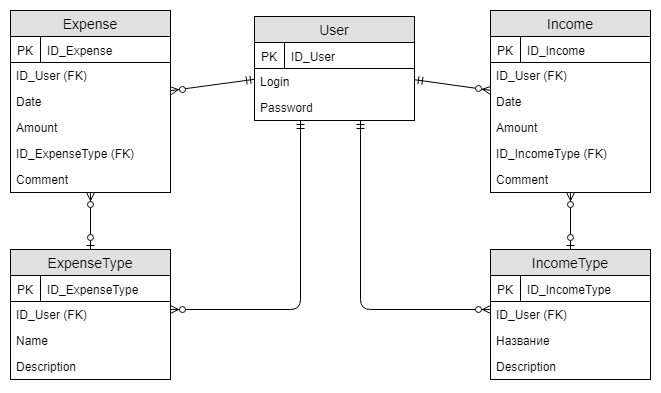 Expense
PK ID_Expense
ID_User (FK)
Date
Amount
ID_ExpenseType (FK)
Comment
User
PK ID_User
Login
Password
Income
PK ID_Income
ID_User (FK)
Date
Amount
ID_IncomeType (FK)
Comment
ExpenseType
PK ID_ExpenseType
ID_User (FK)
Name
Description
IncomeType
PK ID_IncomeType
ID_User (FK)
Название
Description